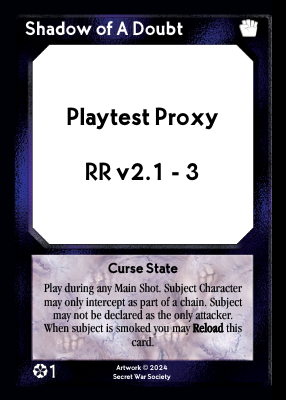 Shadow of A Doubt
Playtest Proxy
RR v2.1 - 3
Curse State
Play during any Main Shot. Subject Character
may only intercept as part of a chain. Subject
may not be declared as the only attacker.
When subject is smoked you may Reload this
card.
1
Artwork © 2024
Secret War Society